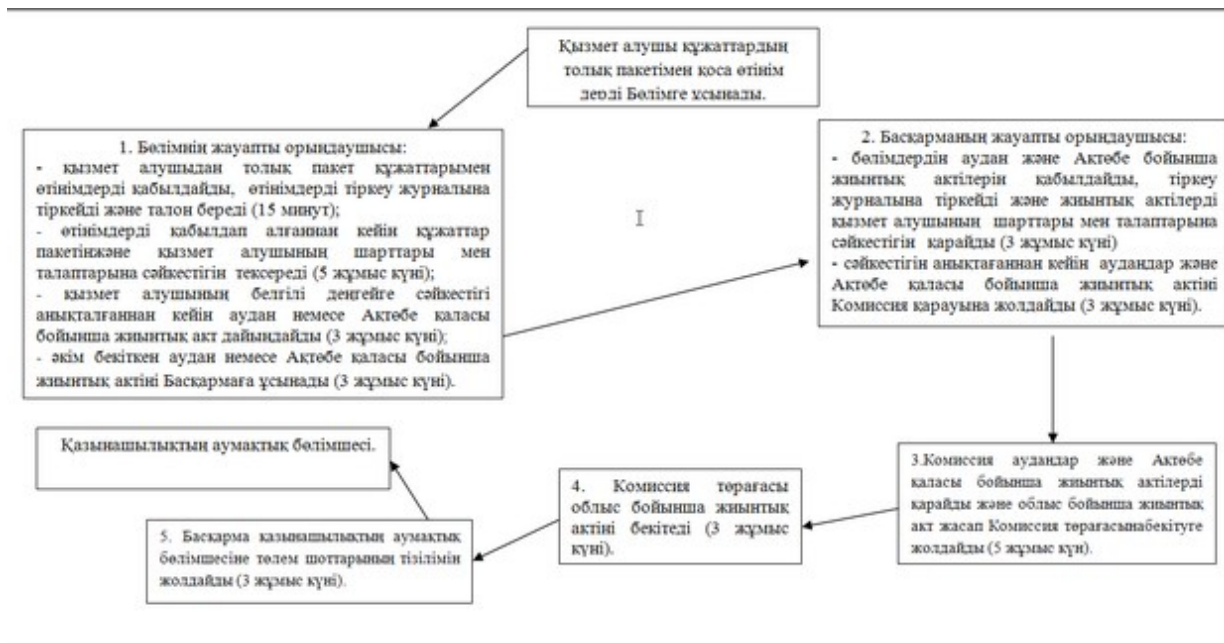 Қызмет алушы құжаттардың
толық пакетімен қоса өтінім
дерді Бөлімге ұсынады.
1. Бөлімнің жауапты орындаушысы:
- қызмет алушыдан толық пакет құжаттарымен
өтінімдерді қабылдайды, өтінімдерді тіркеу журналына
тіркейді және талон береді (15 минут);
- өтінімдерді қабылдап алғаннан кейін құжаттар
пакетінжәне қызмет алушының шарттары мен
талаптарына сәйкестігін тексереді (5 жұмыс күні);
- қызмет алушының белгілі деңгейге сәйкестігі
анықталғаннан кейін аудан немесе Ақтөбе қаласы
бойынша жиынтық акт дайындайды (3 жұмыс күні);
- әкім бекіткен аудан немесе Ақтөбе қаласы бойынша
жиынтық актіні Басқармаға ұсынады (3 жұмыс күні).
2. Басқарманың жауапты орындаушысы:
- бөлімдердін аудан және Ақтөбе бойынша
жиынтық актілерін қабылдайды, тіркеу
журналына тіркейді және жиынтық актілерді
қызмет алушының шарттары мен талаптарына
сәйкестігін қарайды (3 жұмыс күні)
- сәйкестігін анықтағаннан кейін аудандар және
Ақтөбе қаласы бойынша жиынтық актіні
Комиссия қарауына жолдайды (3 жұмыс күні).
3.Комиссия аудандар және Ақтөбе
қаласы бойынша жиынтық актілерді
қарайды және облыс бойынша жиынтық
акт жасап Комиссия төрағасынабекітуге
жолдайды (5 жұмыс күн).
4. Комиссия төрағасы
облыс бойынша жиынтық
актіні бекітеді (3 жұмыс
күні).
5. Басқарма қазынашылықтың аумақтық
бөлімшесіне төлем шоттарының тізілімін
жолдайды (3 жұмыс күні).
Қазынашылықтың аумақтық бөлімшесі.